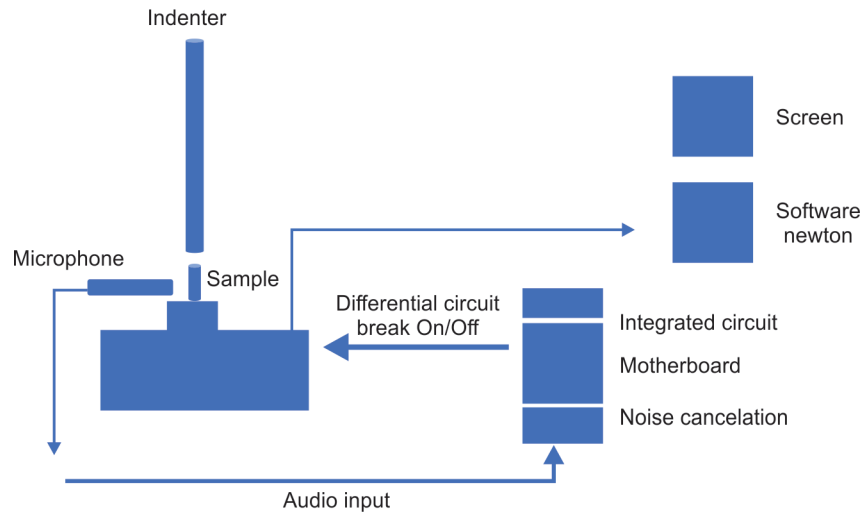 Indenter
Screen
Software
newton
Microphone
Sample
Differential circuit
break On/Off
Integrated circuit
Motherboard
Noise cancelation
Audio input